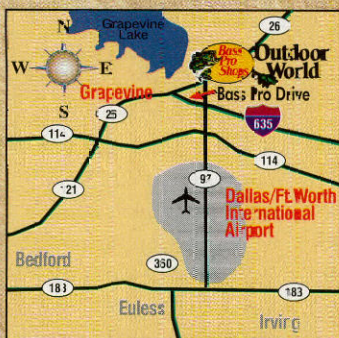 N
Grapevine
Lake
26
Bass
Pro
Shops
Outdoor
World
W
E
Grapevine
Bass Pro Drive
S
25
635
114
114
121
97
Dallas/Ft.Worth
International
Airport
Bedford
360
183
183
Euless
Irving